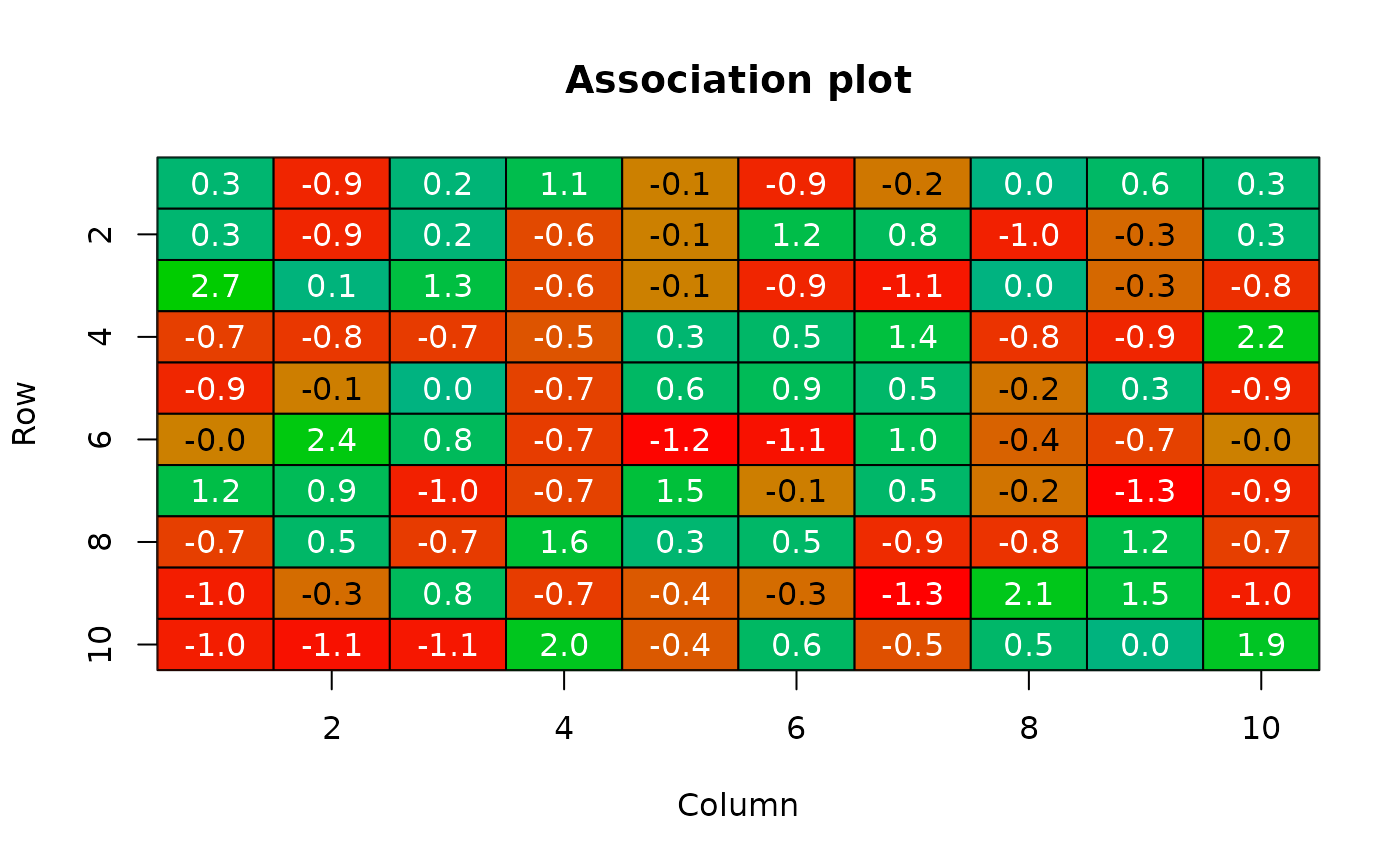 Association plot
0.3 -0.9 0.2 1.1 -0.1 -0.9 -0.2 0.0 0.6 0.3
2 0.3 -0.9 0.2 -0.6 -0.1 1.2 0.8 -1.0 -0.3 0.3
2.7 0.1 1.3 -0.6 -0.1 -0.9 -1.1 0.0 -0.3 -0.8
4 -0.7 -0.8 -0.7 -0.5 0.3 0.5 1.4 -0.8 -0.9 2.2
-0.9 -0.1 0.0 -0.7 0.6 0.9 0.5 -0.2 0.3 -0.9
6 -0.0 2.4 0.8 -0.7 -1.2 -1.1 1.0 -0.4 -0.7 -0.0
1.2 0.9 -1.0 -0.7 1.5 -0.1 0.5 -0.2 -1.3 -0.9
8 -0.7 0.5 -0.7 1.6 0.3 0.5 -0.9 -0.8 1.2 -0.7
-1.0 -0.3 0.8 -0.7 -0.4 -0.3 -1.3 2.1 1.5 -1.0
10 -1.0 -1.1 -1.1 2.0 -0.4 0.6 -0.5 0.5 0.0 1.9
Row
2 4 6 8 10
Column